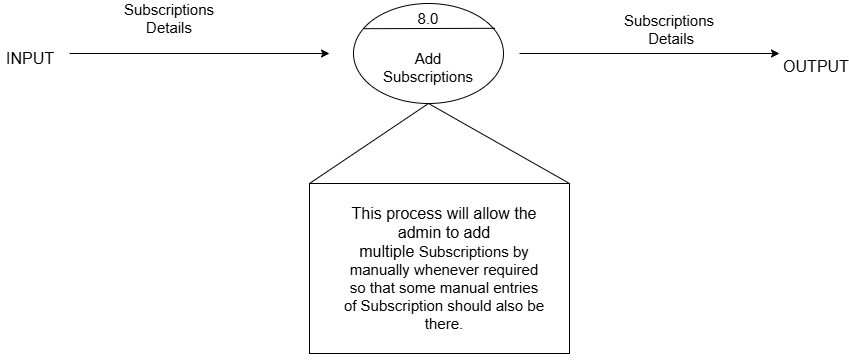 Subscriptions
Details
INPUT
8.0
Add
Subscriptions
Subscriptions
Details
OUTPUT
This process will allow the
admin to add
multiple Subscriptions by
manually whenever required
so that some manual entries
of Subscription should also be
there.